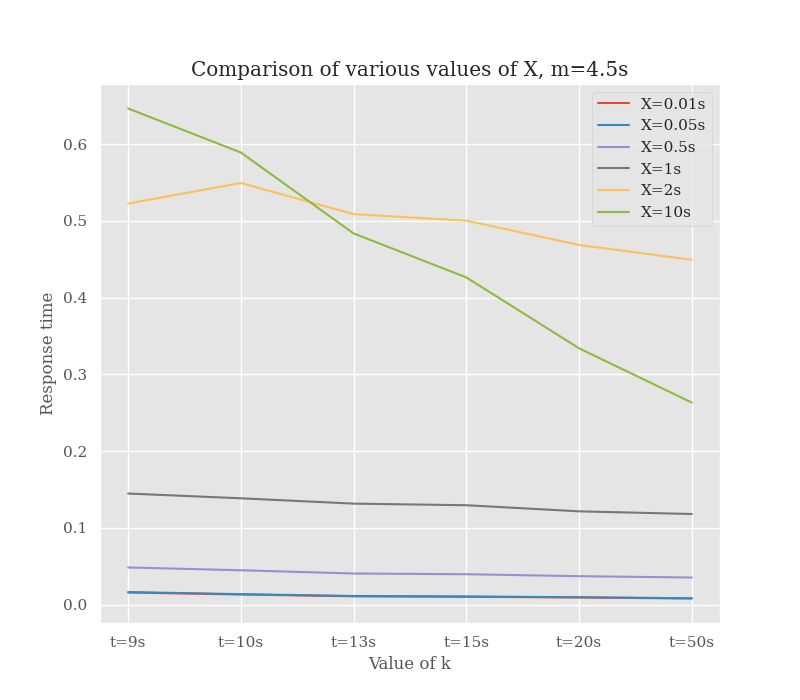 Comparison of various values of X, m=4.5s
X=0.01s
X=0.05s
X=0.5s
X=1s
X=2s
X=10s
Response time
0.6
0.5
0.4
0.3
0.2
0.1
0.0
t=9s t=10s t=13s t=15s t=20s t=50s
Value of k